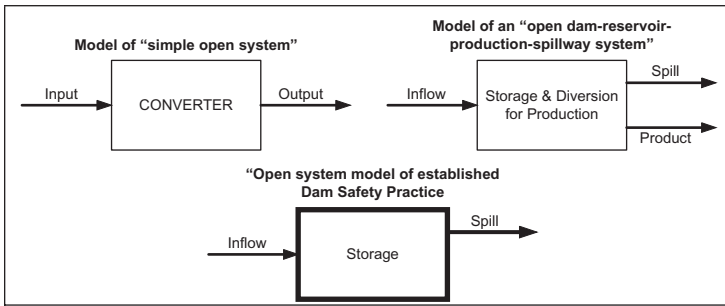 Model of “simple open system”
Input
CONVERTER
Output
Model of an “open dam-reservoir-
production-spillway system”
Inflow
Storage & Diversion
for Production
Spill
Product
“Open system model of established
Dam Safety Practice
Inflow
Storage
Spill